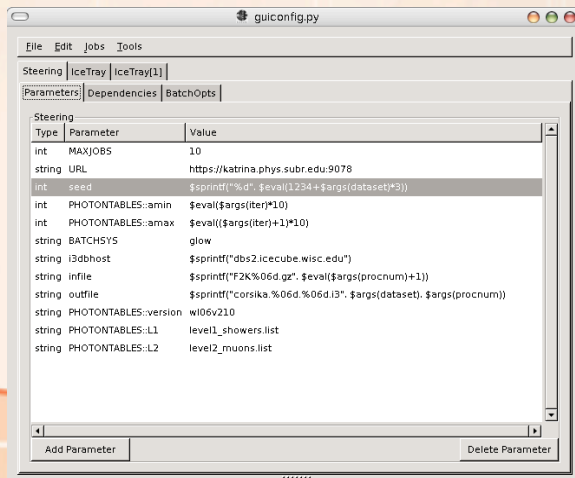 guiconfig.py
File Edit Jobs Tools
Steering IceTray IceTray[1]
Parameters Dependencies BatchOpts
Steering
Type Parameter Value
int MAXJOBS 10
string URL https://katrina.phys.subr.edu:9078
int seed $sprintf("%d". $eval(1234+$args(dataset)*3))
int PHOTONTABLES::amin $eval($args(iter)*10)
int PHOTONTABLES::amax $eval(($args(iter)+1)*10)
string BATCHSYS glow
string i3dbhost $sprintf("dbs2.icecube.wisc.edu")
string infile $sprintf("F2K%06d.gz". $eval($args(procnum)+1))
string outfile $sprintf("corsika.%06d.%06d.i3". $args(dataset). $args(procnum))
string PHOTONTABLES::version wl06v210
string PHOTONTABLES::L1 level1_showers.list
string PHOTONTABLES::L2 level2_muons.list
Add Parameter Delete Parameter